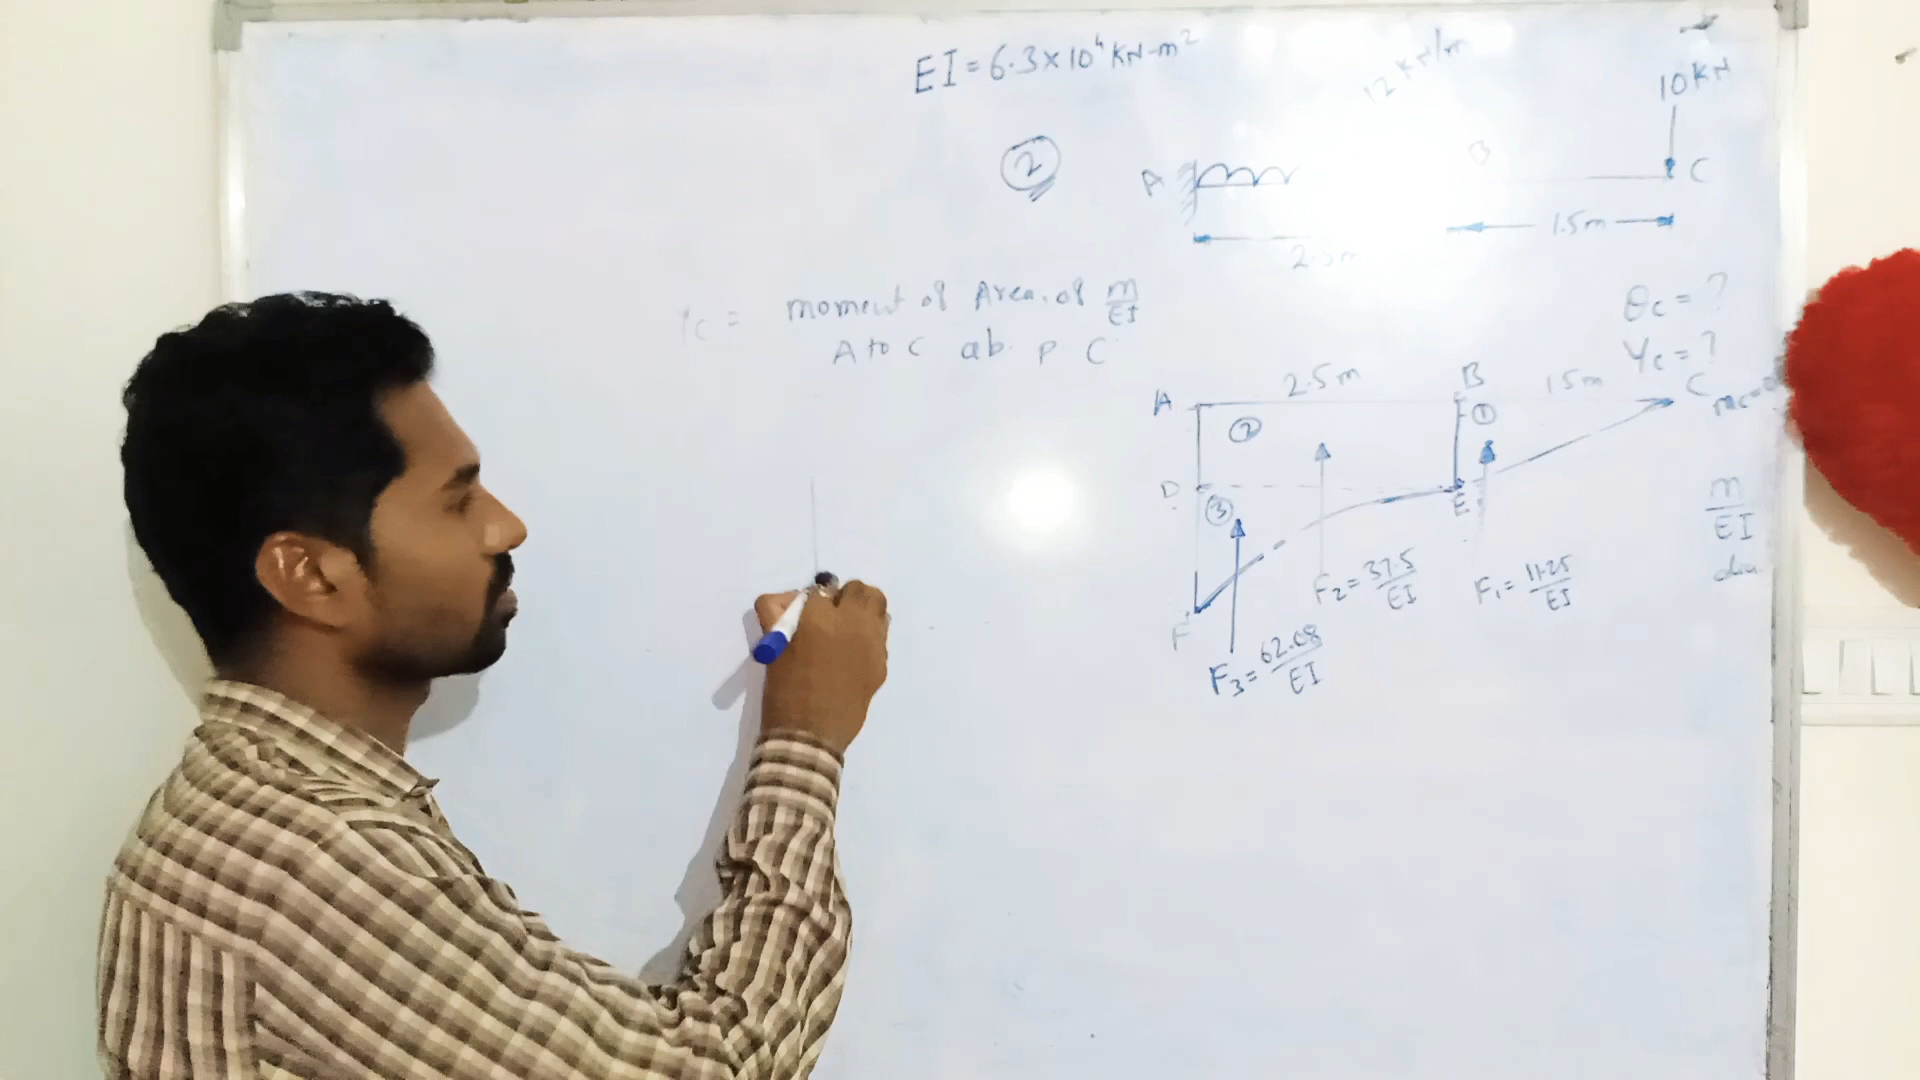 EI = 6.3×10⁴ KN-m²
12 KN/m
10 KN
②
A
B
C
1.5m
2.5m
Yc = moment of Area. of m/EI
A to C ab. P C
θc = ?
Yc = ?
A
2.5m
B
1.5m
C
②
①
D
③
E
m/EI
F₂ = 37.5/EI
F₁ = 11.25/EI
F
F₃ = 62.08/EI